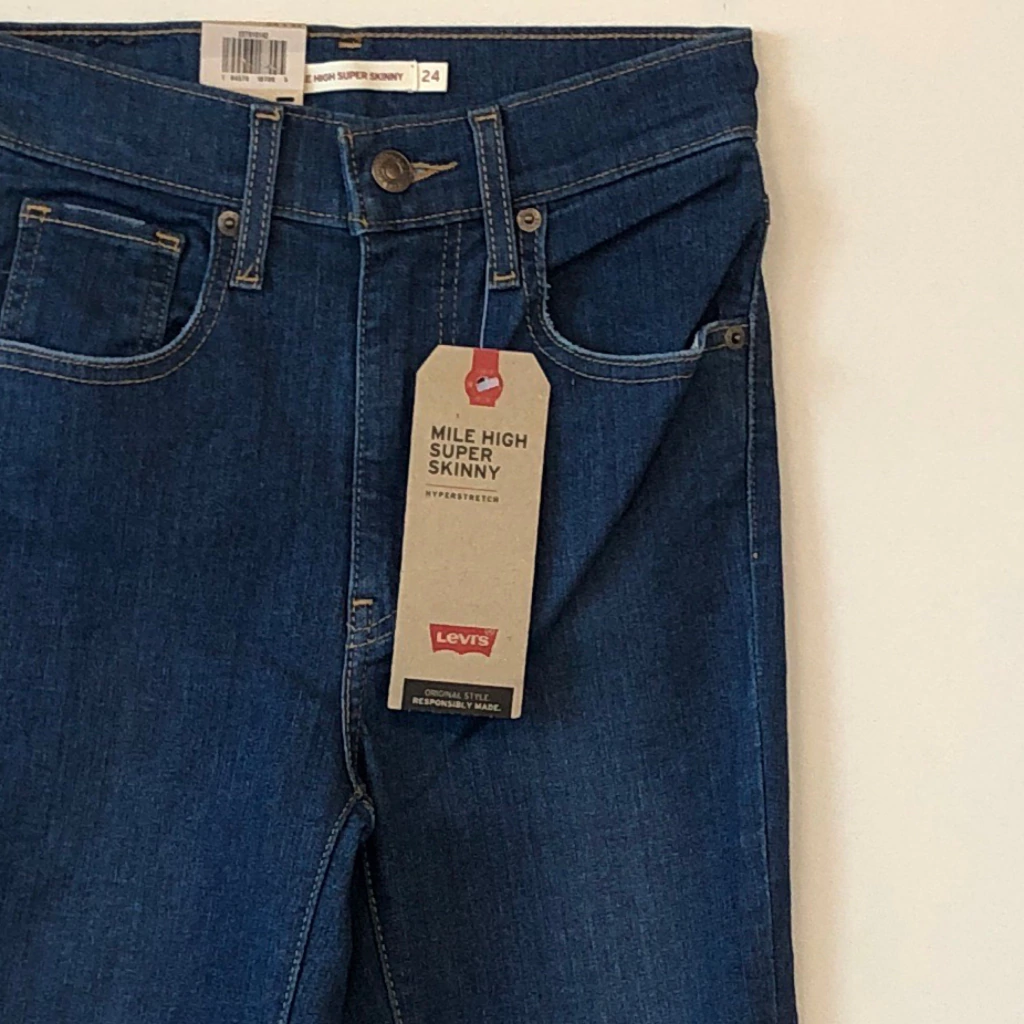 E HIGH SUPER SKINNY 24
MILE HIGH
SUPER
SKINNY
HYPERSTRETCH
Levi's
ORIGINAL STYLE.
RESPONSIBLY MADE.